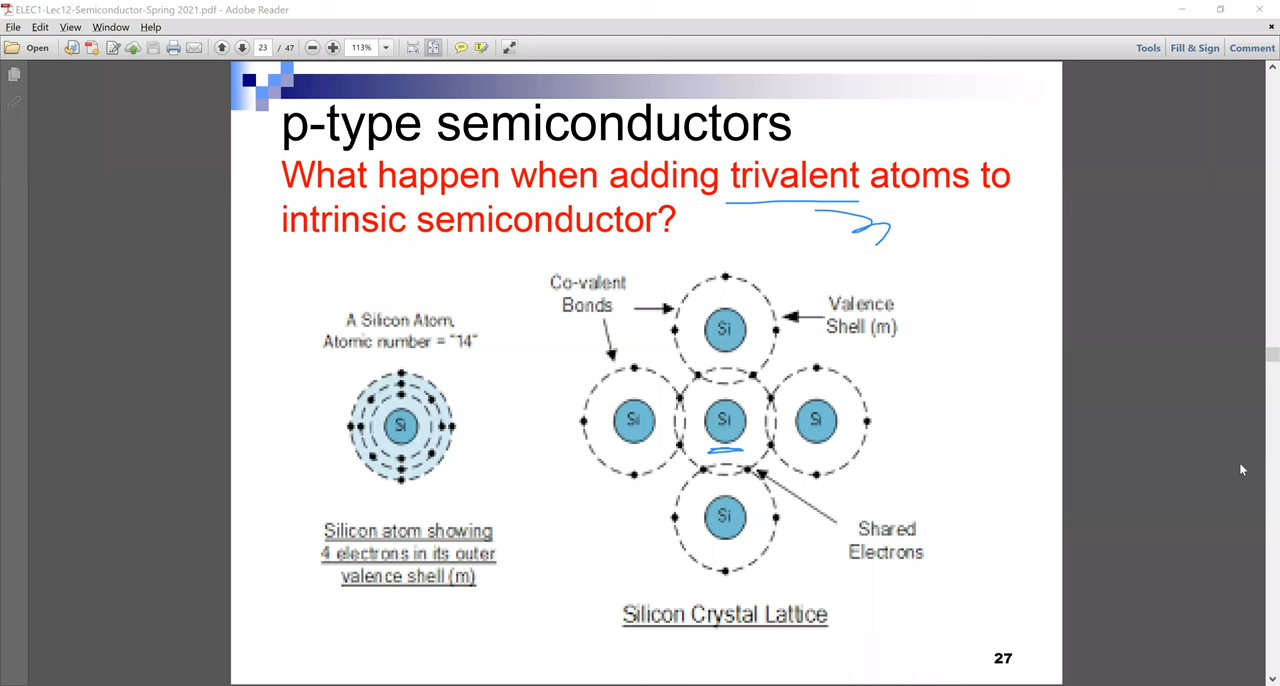 ELEC1-Lec12-Semiconductor-Spring 2021.pdf - Adobe Reader
File Edit View Window Help
Open 23 / 47 113% Tools Fill & Sign Comment
p-type semiconductors
What happen when adding trivalent atoms to
intrinsic semiconductor?
A Silicon Atom,
Atomic number = "14"
Si
Silicon atom showing
4 electrons in its outer
valence shell (m)
Co-valent
Bonds
Valence
Shell (m)
Si
Si Si Si
Si
Shared
Electrons
Silicon Crystal Lattice
27